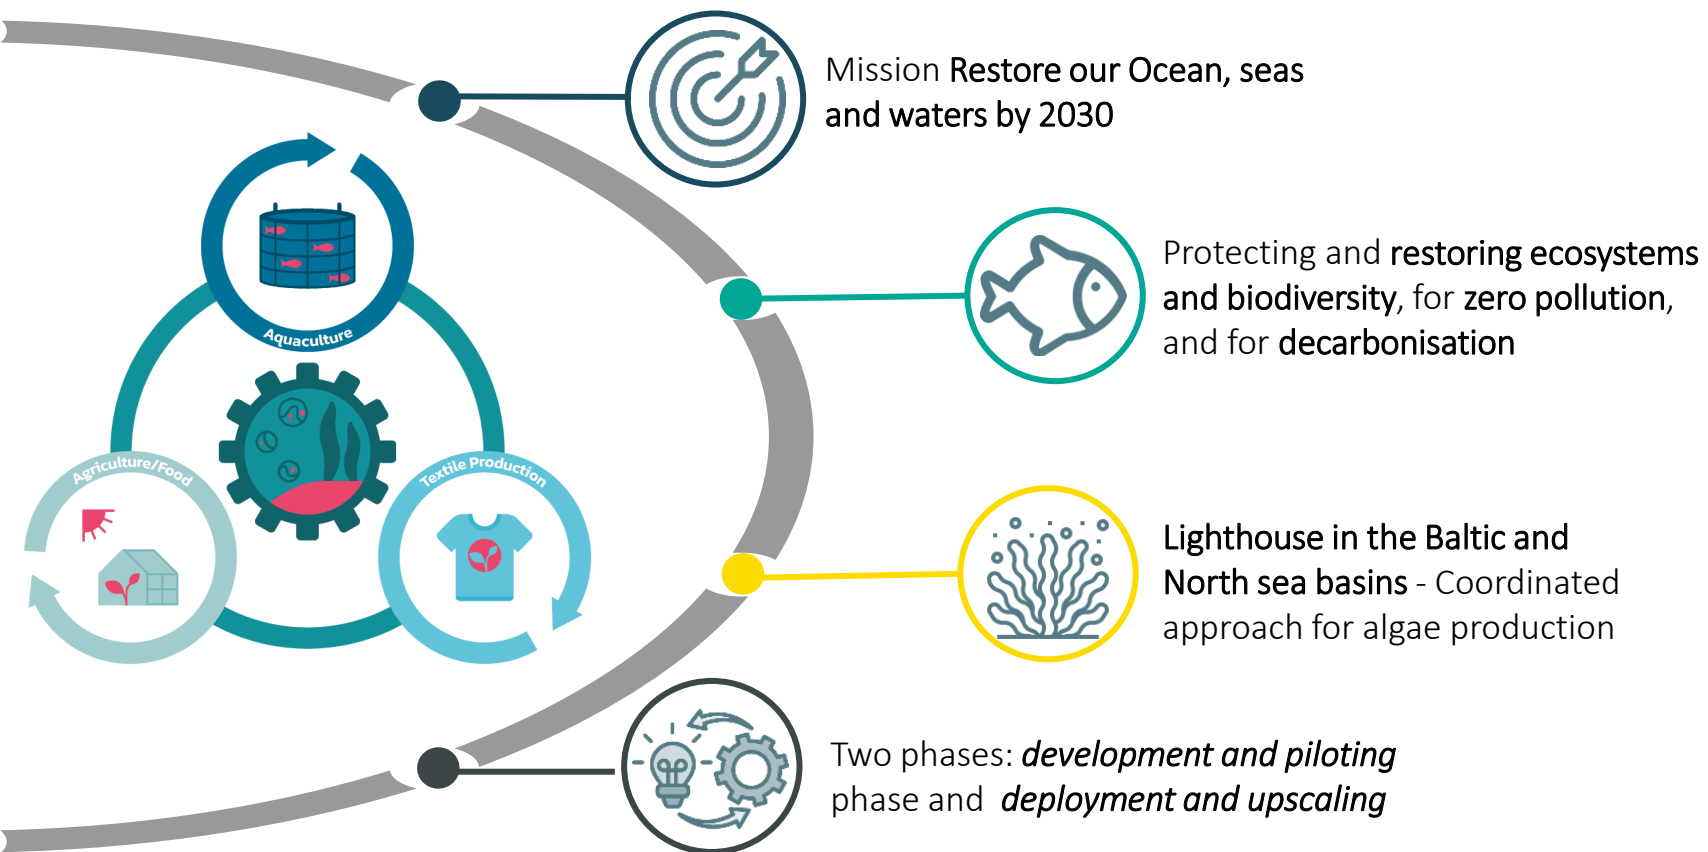 Mission Restore our Ocean, seas
and waters by 2030
Protecting and restoring ecosystems
and biodiversity, for zero pollution,
and for decarbonisation
Aquaculture
Agriculture/Food
Textile Production
Lighthouse in the Baltic and
North sea basins - Coordinated
approach for algae production
Two phases: development and piloting
phase and deployment and upscaling